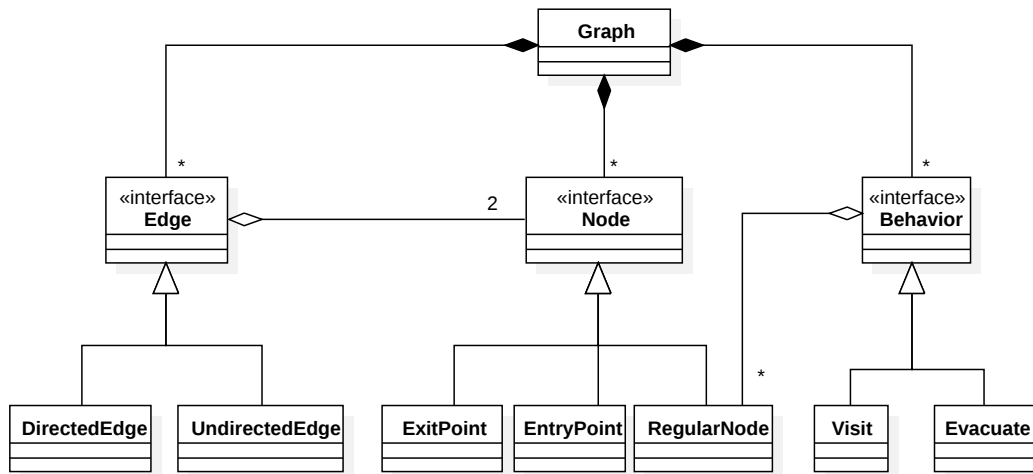 Graph
*
*
*
«interface»
Edge
2
«interface»
Node
«interface»
Behavior
*
DirectedEdge
UndirectedEdge
ExitPoint
EntryPoint
RegularNode
Visit
Evacuate